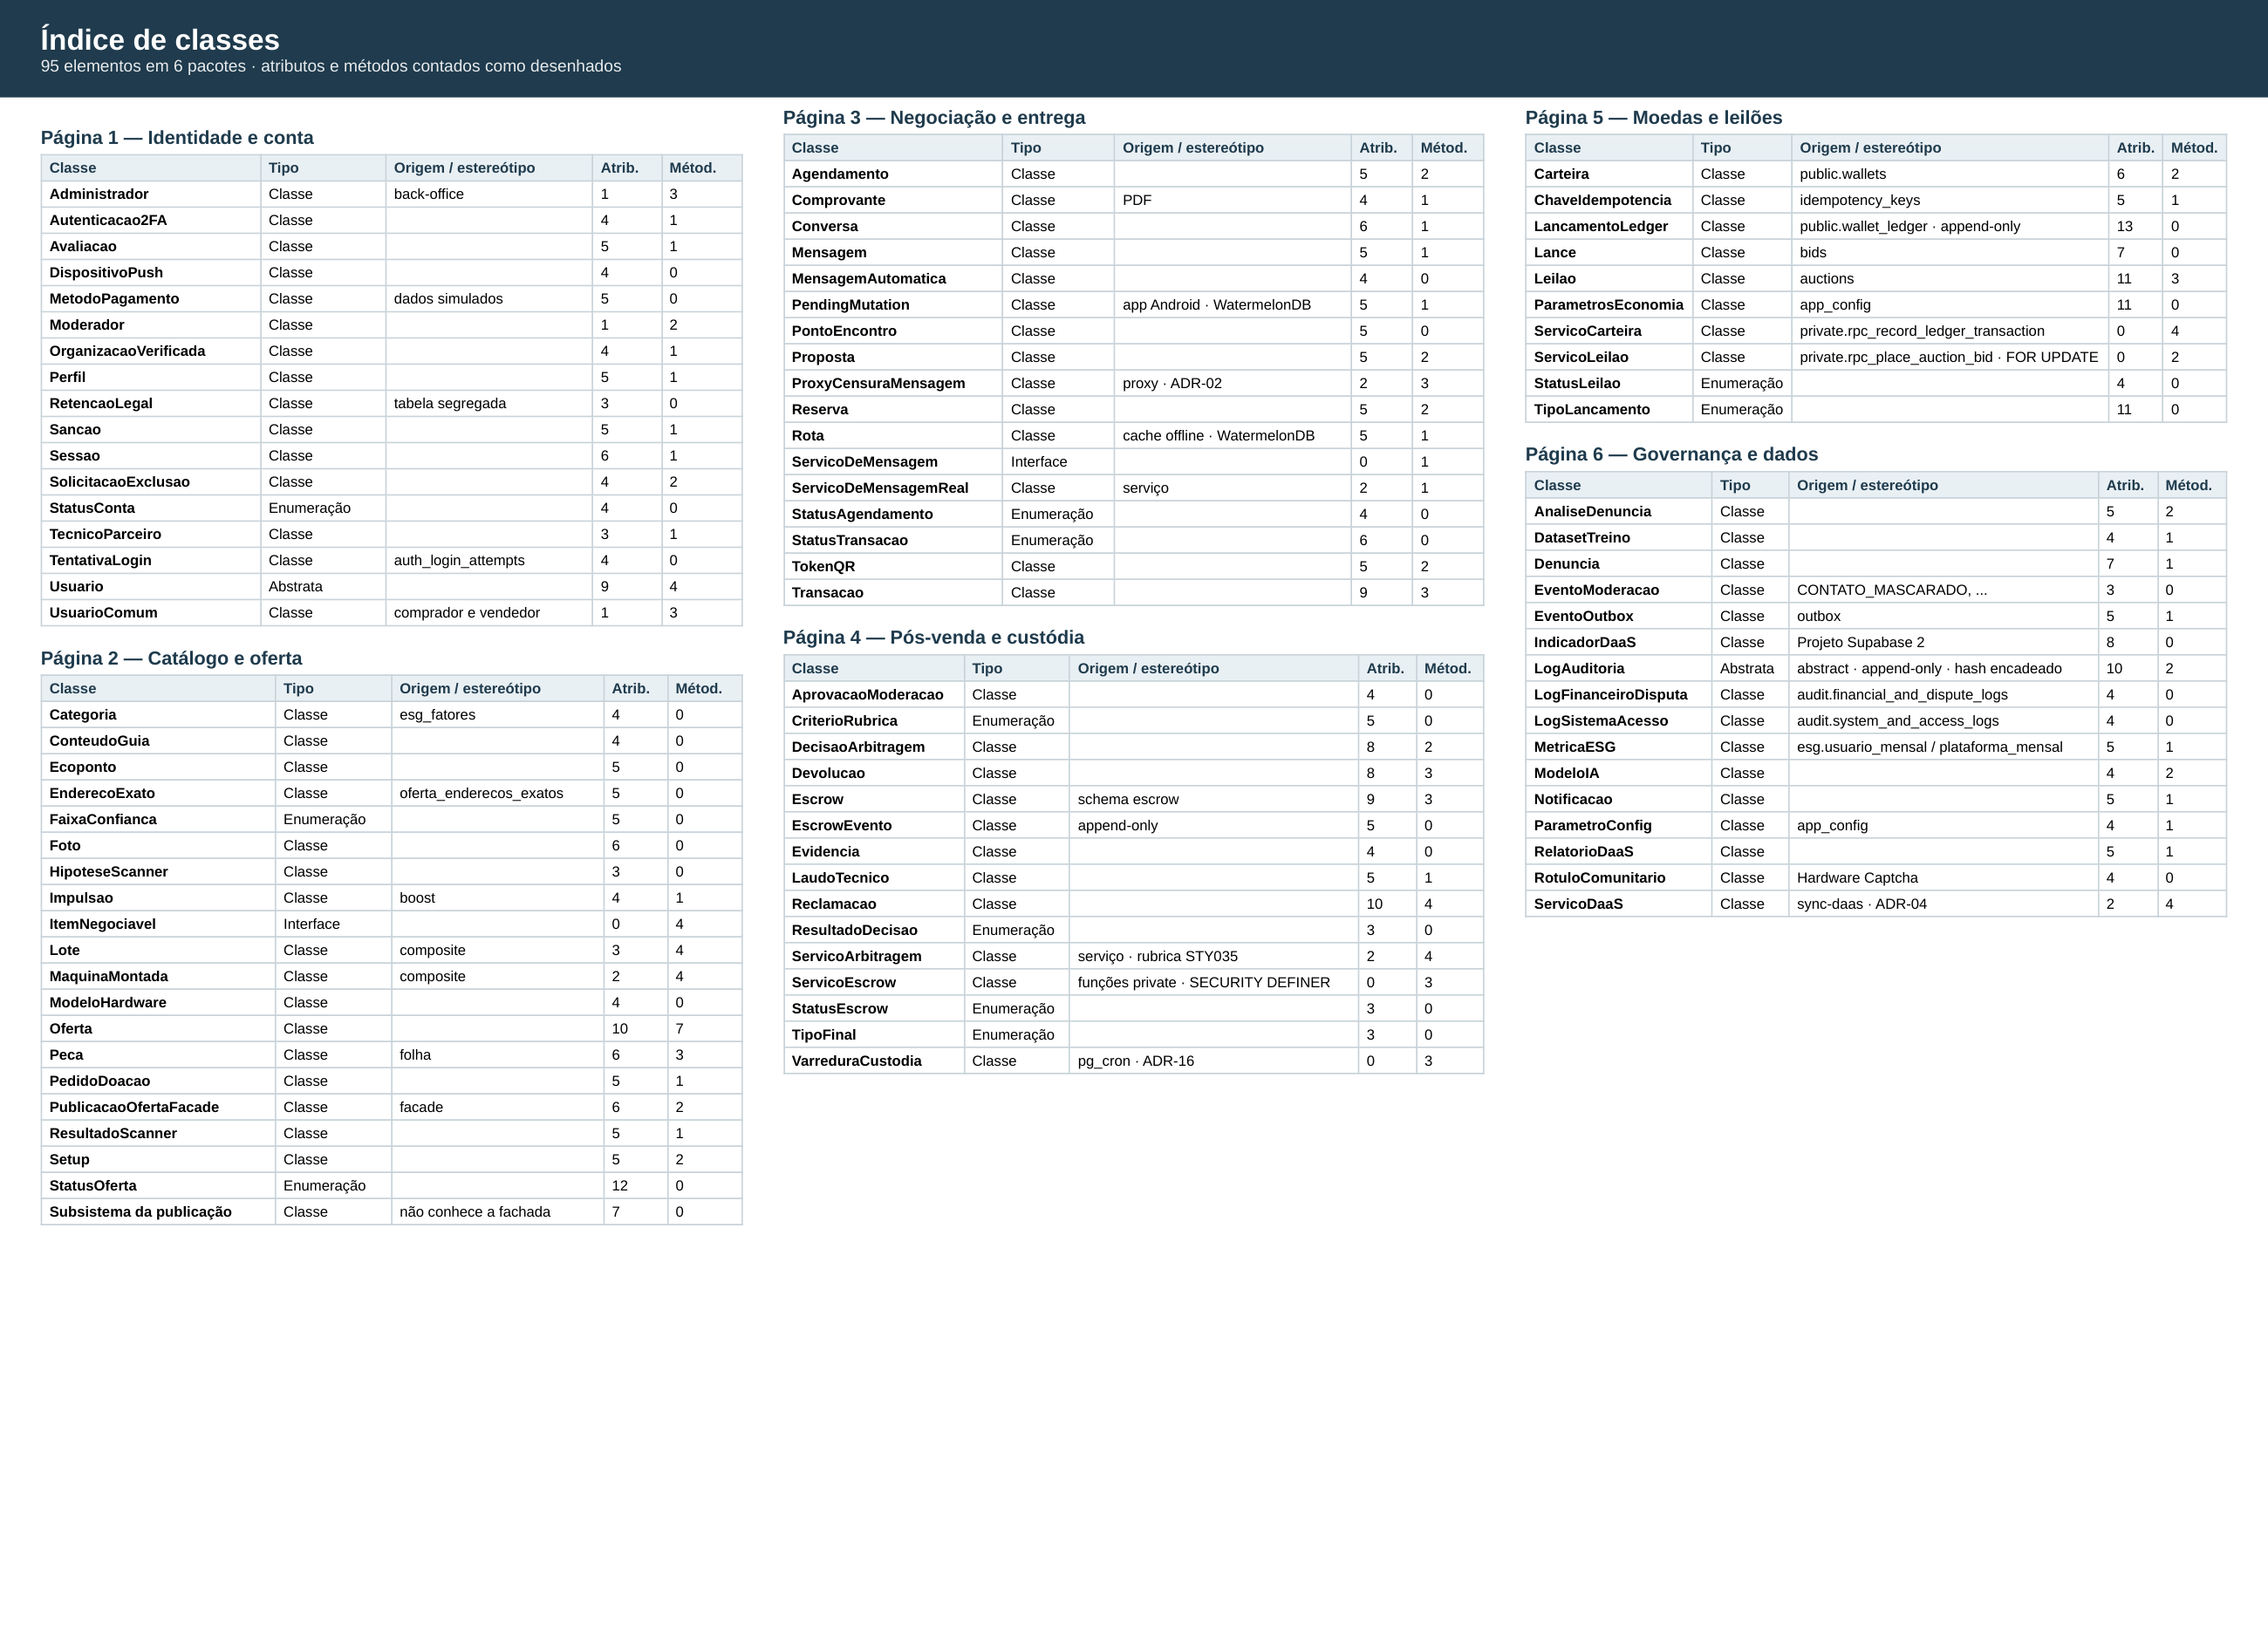 Índice de classes
95 elementos em 6 pacotes · atributos e métodos contados como desenhados
Página 1 — Identidade e conta
Classe Tipo Origem / estereótipo Atrib. Métod.
Administrador Classe back-office 1 3
Autenticacao2FA Classe 4 1
Avaliacao Classe 5 1
DispositivoPush Classe 4 0
MetodoPagamento Classe dados simulados 5 0
Moderador Classe 1 2
OrganizacaoVerificada Classe 4 1
Perfil Classe 5 1
RetencaoLegal Classe tabela segregada 3 0
Sancao Classe 5 1
Sessao Classe 6 1
SolicitacaoExclusao Classe 4 2
StatusConta Enumeração 4 0
TecnicoParceiro Classe 3 1
TentativaLogin Classe auth_login_attempts 4 0
Usuario Abstrata 9 4
UsuarioComum Classe comprador e vendedor 1 3
Página 2 — Catálogo e oferta
Classe Tipo Origem / estereótipo Atrib. Métod.
Categoria Classe esg_fatores 4 0
ConteudoGuia Classe 4 0
Ecoponto Classe 5 0
EnderecoExato Classe oferta_enderecos_exatos 5 0
FaixaConfianca Enumeração 5 0
Foto Classe 6 0
HipoteseScanner Classe 3 0
Impulsao Classe boost 4 1
ItemNegociavel Interface 0 4
Lote Classe composite 3 4
MaquinaMontada Classe composite 2 4
ModeloHardware Classe 4 0
Oferta Classe 10 7
Peca Classe folha 6 3
PedidoDoacao Classe 5 1
PublicacaoOfertaFacade Classe facade 6 2
ResultadoScanner Classe 5 1
Setup Classe 5 2
StatusOferta Enumeração 12 0
Subsistema da publicação Classe não conhece a fachada 7 0
Página 3 — Negociação e entrega
Classe Tipo Origem / estereótipo Atrib. Métod.
Agendamento Classe 5 2
Comprovante Classe PDF 4 1
Conversa Classe 6 1
Mensagem Classe 5 1
MensagemAutomatica Classe 4 0
PendingMutation Classe app Android · WatermelonDB 5 1
PontoEncontro Classe 5 0
Proposta Classe 5 2
ProxyCensuraMensagem Classe proxy · ADR-02 2 3
Reserva Classe 5 2
Rota Classe cache offline · WatermelonDB 5 1
ServicoDeMensagem Interface 0 1
ServicoDeMensagemReal Classe serviço 2 1
StatusAgendamento Enumeração 4 0
StatusTransacao Enumeração 6 0
TokenQR Classe 5 2
Transacao Classe 9 3
Página 4 — Pós-venda e custódia
Classe Tipo Origem / estereótipo Atrib. Métod.
AprovacaoModeracao Classe 4 0
CriterioRubrica Enumeração 5 0
DecisaoArbitragem Classe 8 2
Devolucao Classe 8 3
Escrow Classe schema escrow 9 3
EscrowEvento Classe append-only 5 0
Evidencia Classe 4 0
LaudoTecnico Classe 5 1
Reclamacao Classe 10 4
ResultadoDecisao Enumeração 3 0
ServicoArbitragem Classe serviço · rubrica STY035 2 4
ServicoEscrow Classe funções private · SECURITY DEFINER 0 3
StatusEscrow Enumeração 3 0
TipoFinal Enumeração 3 0
VarreduraCustodia Classe pg_cron · ADR-16 0 3
Página 5 — Moedas e leilões
Classe Tipo Origem / estereótipo Atrib. Métod.
Carteira Classe public.wallets 6 2
ChaveIdempotencia Classe idempotency_keys 5 1
LancamentoLedger Classe public.wallet_ledger · append-only 13 0
Lance Classe bids 7 0
Leilao Classe auctions 11 3
ParametrosEconomia Classe app_config 11 0
ServicoCarteira Classe private.rpc_record_ledger_transaction 0 4
ServicoLeilao Classe private.rpc_place_auction_bid · FOR UPDATE 0 2
StatusLeilao Enumeração 4 0
TipoLancamento Enumeração 11 0
Página 6 — Governança e dados
Classe Tipo Origem / estereótipo Atrib. Métod.
AnaliseDenuncia Classe 5 2
DatasetTreino Classe 4 1
Denuncia Classe 7 1
EventoModeracao Classe CONTATO_MASCARADO, ... 3 0
EventoOutbox Classe outbox 5 1
IndicadorDaaS Classe Projeto Supabase 2 8 0
LogAuditoria Abstrata abstract · append-only · hash encadeado 10 2
LogFinanceiroDisputa Classe audit.financial_and_dispute_logs 4 0
LogSistemaAcesso Classe audit.system_and_access_logs 4 0
MetricaESG Classe esg.usuario_mensal / plataforma_mensal 5 1
ModeloIA Classe 4 2
Notificacao Classe 5 1
ParametroConfig Classe app_config 4 1
RelatorioDaaS Classe 5 1
RotuloComunitario Classe Hardware Captcha 4 0
ServicoDaaS Classe sync-daas · ADR-04 2 4